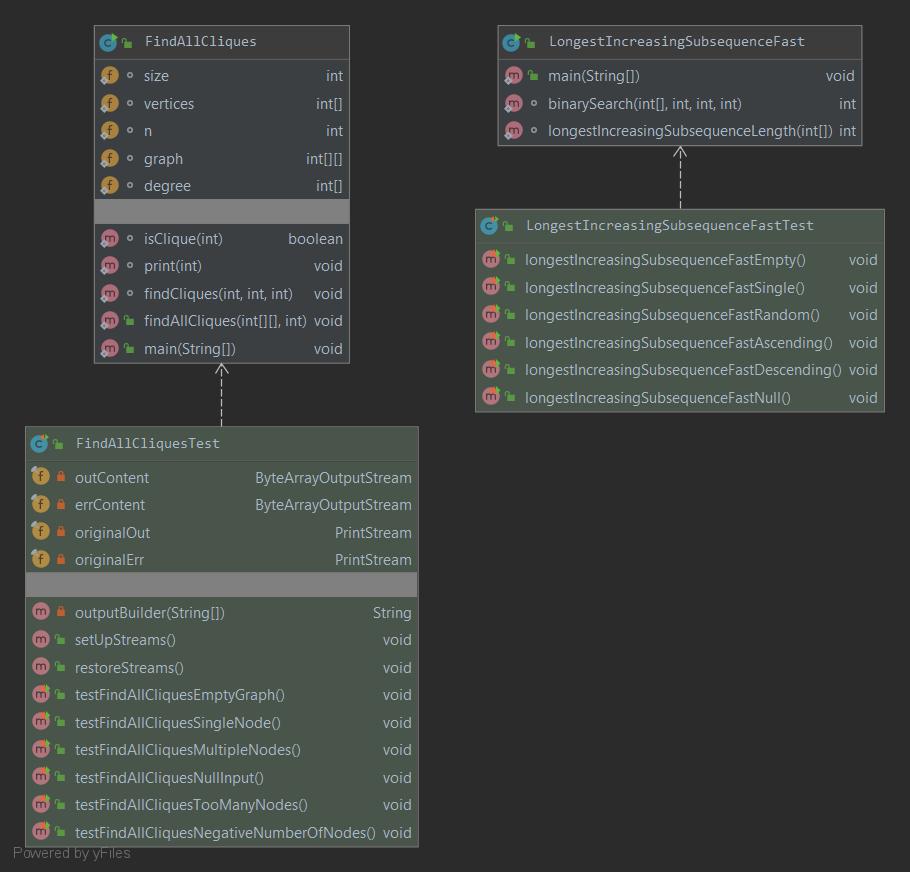 FindAllCliques
size int
vertices int[]
n int
graph int[][]
degree int[]
isClique(int) boolean
print(int) void
findCliques(int, int, int) void
findAllCliques(int[][], int) void
main(String[]) void
LongestIncreasingSubsequenceFast
main(String[]) void
binarySearch(int[], int, int, int) int
longestIncreasingSubsequenceLength(int[]) int
LongestIncreasingSubsequenceFastTest
longestIncreasingSubsequenceFastEmpty() void
longestIncreasingSubsequenceFastSingle() void
longestIncreasingSubsequenceFastRandom() void
longestIncreasingSubsequenceFastAscending() void
longestIncreasingSubsequenceFastDescending() void
longestIncreasingSubsequenceFastNull() void
FindAllCliquesTest
outContent ByteArrayOutputStream
errContent ByteArrayOutputStream
originalOut PrintStream
originalErr PrintStream
outputBuilder(String[]) String
setUpStreams() void
restoreStreams() void
testFindAllCliquesEmptyGraph() void
testFindAllCliquesSingleNode() void
testFindAllCliquesMultipleNodes() void
testFindAllCliquesNullInput() void
testFindAllCliquesTooManyNodes() void
testFindAllCliquesNegativeNumberOfNodes() void
Powered by yFiles